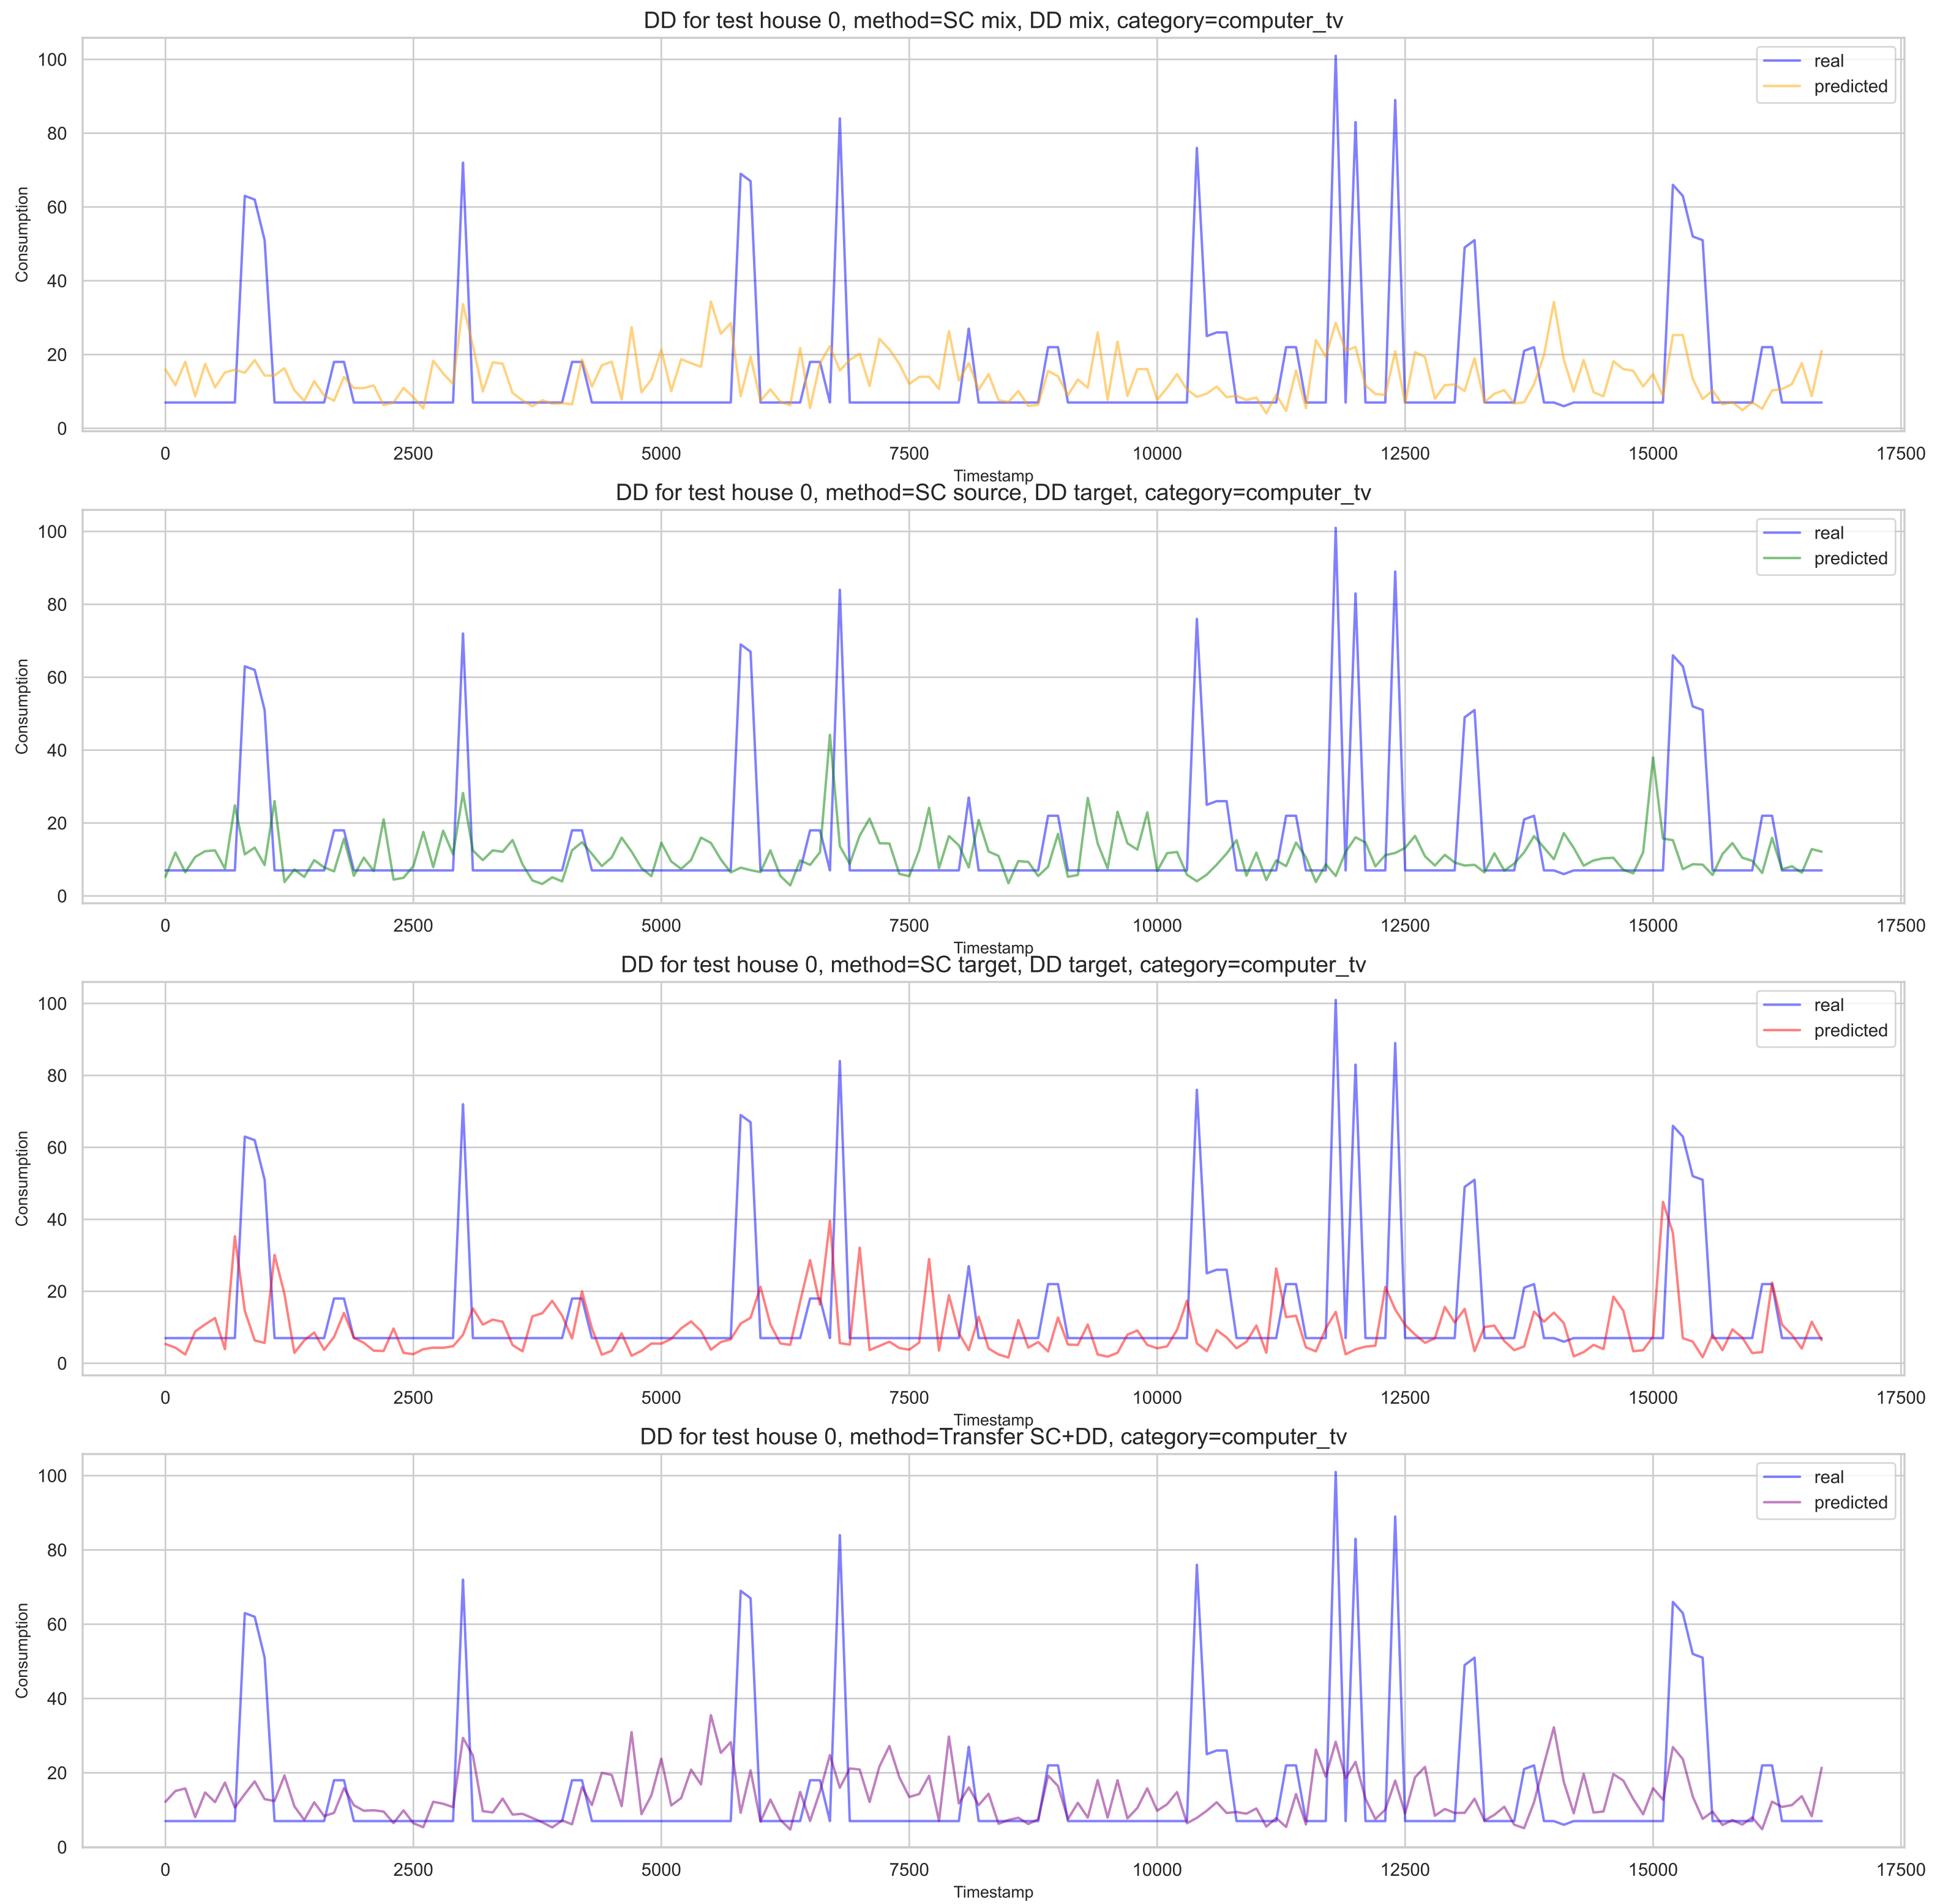 DD for test house 0, method=SC mix, DD mix, category=computer_tv
real
predicted
100
80
60
40
20
0
Consumption
0 2500 5000 7500 10000 12500 15000 17500
Timestamp
DD for test house 0, method=SC source, DD target, category=computer_tv
real
predicted
100
80
60
40
20
0
Consumption
0 2500 5000 7500 10000 12500 15000 17500
Timestamp
DD for test house 0, method=SC target, DD target, category=computer_tv
real
predicted
100
80
60
40
20
0
Consumption
0 2500 5000 7500 10000 12500 15000 17500
Timestamp
DD for test house 0, method=Transfer SC+DD, category=computer_tv
real
predicted
100
80
60
40
20
0
Consumption
0 2500 5000 7500 10000 12500 15000 17500
Timestamp